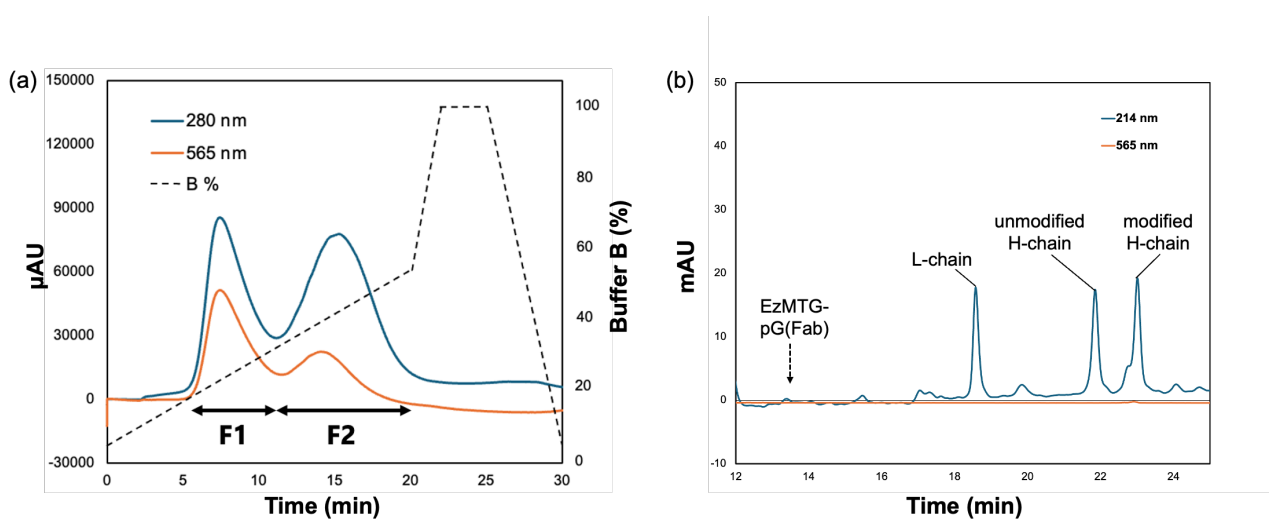 (a)
150000
120000
90000
60000
30000
0
-30000
µAU
280 nm
565 nm
B %
F1
F2
100
80
60
40
20
0
Buffer B (%)
0
5
10
15
20
25
30
Time (min)
(b)
50
40
30
20
10
0
-10
mAU
214 nm
565 nm
EzMTG-
pG(Fab)
L-chain
unmodified
H-chain
modified
H-chain
12
14
16
18
20
22
24
Time (min)